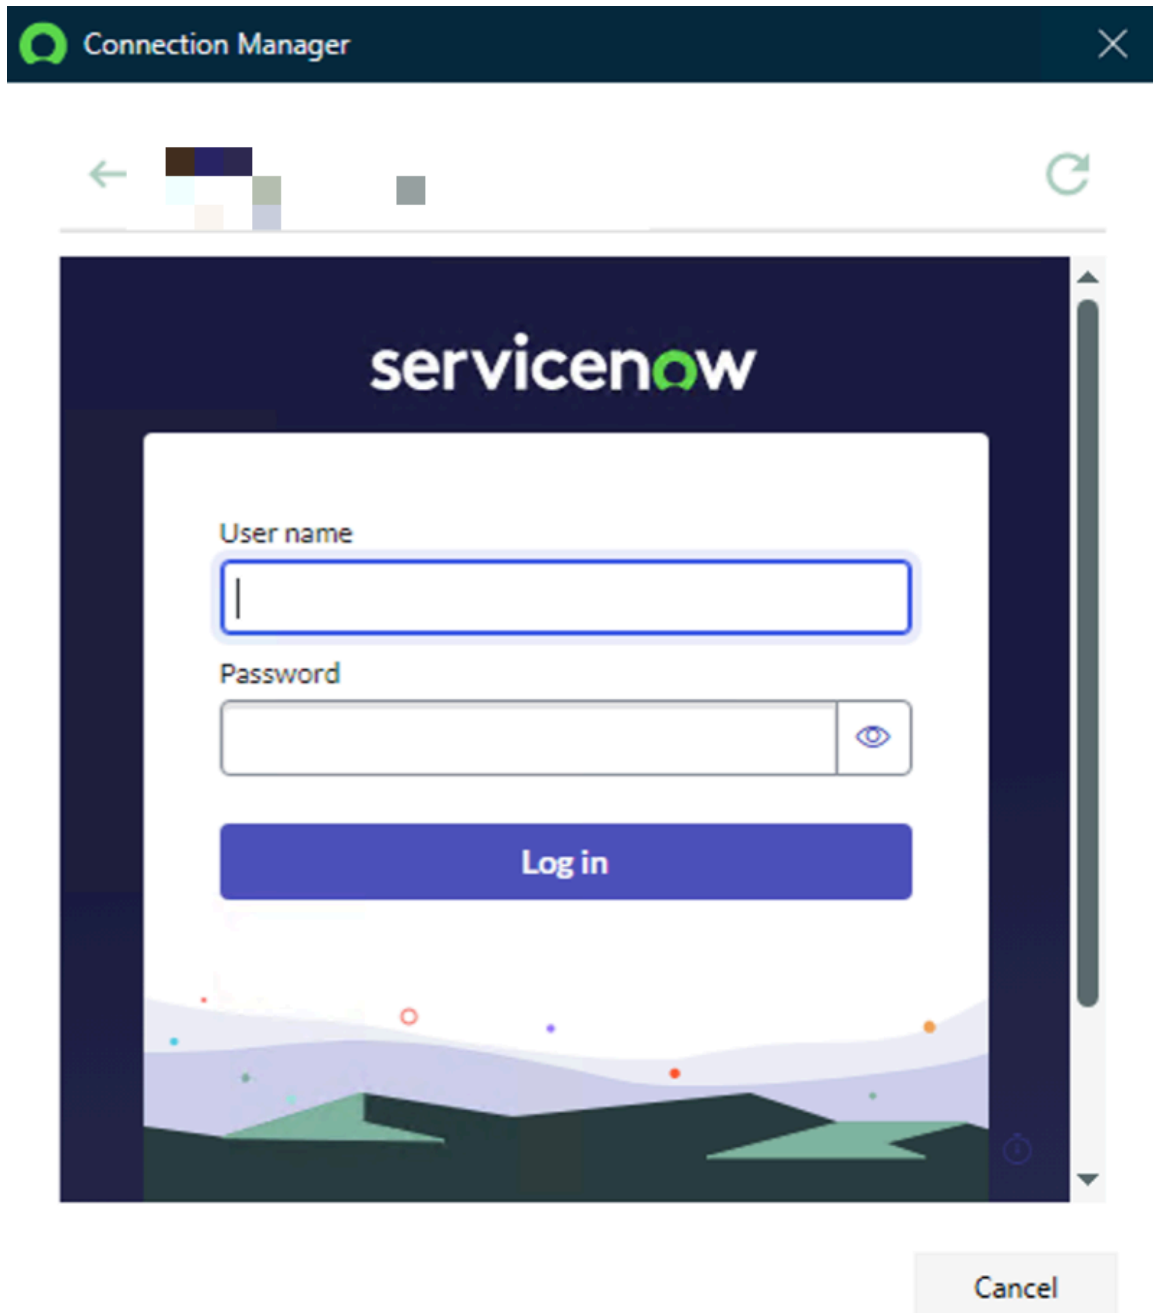 Connection Manager
servicenow
User name
Password
Log in
Cancel